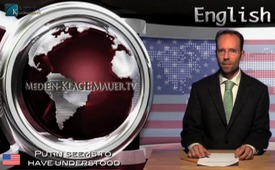 English
MEDIEN-KLAGEMAUER.TV
PUTIN SEEMS TO
HAVE UNDERSTOOD